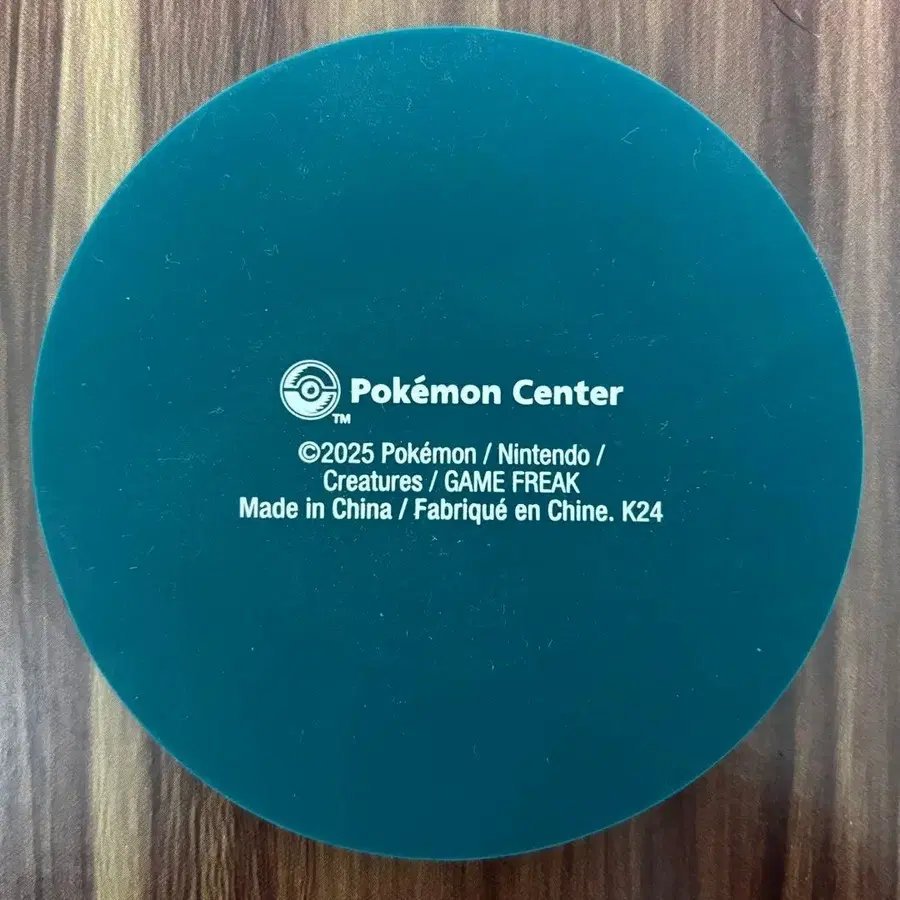 Pokémon Center
TM
©2025 Pokémon / Nintendo /
Creatures / GAME FREAK
Made in China / Fabriqué en Chine. K24